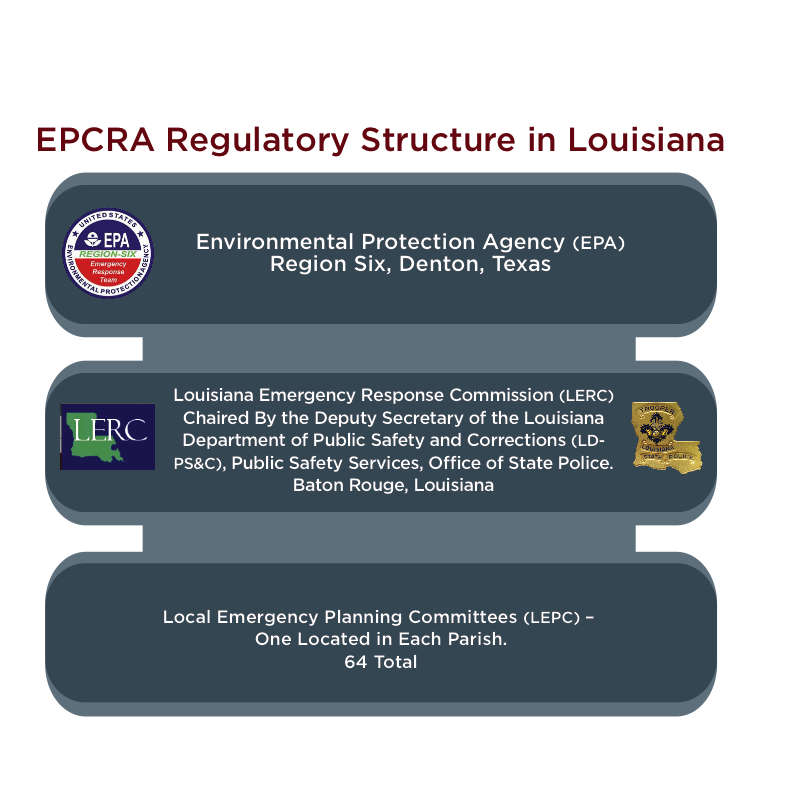 EPCRA Regulatory Structure in Louisiana
UNITED STATES
ENVIRONMENTAL PROTECTION AGENCY
EPA
REGION-SIX
Emergency
Response
Team
Environmental Protection Agency (EPA)
Region Six, Denton, Texas
LERC
Louisiana Emergency Response Commission (LERC)
Chaired By the Deputy Secretary of the Louisiana
Department of Public Safety and Corrections (LD-
PS&C), Public Safety Services, Office of State Police.
Baton Rouge, Louisiana
TROOPER
LOUISIANA
STATE POLICE
Local Emergency Planning Committees (LEPC) –
One Located in Each Parish.
64 Total